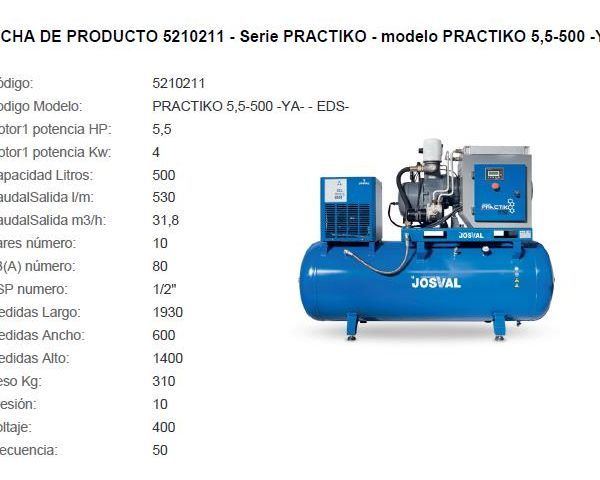 CHA DE PRODUCTO 5210211 - Serie PRACTIKO - modelo PRACTIKO 5,5-500 -Y
ódigo: 5210211
odigo Modelo: PRACTIKO 5,5-500 -YA- - EDS-
otor1 potencia HP: 5,5
otor1 potencia Kw: 4
apacidad Litros: 500
audalSalida l/m: 530
audalSalida m3/h: 31,8
ares número: 10
B(A) número: 80
SP numero: 1/2"
edidas Largo: 1930
edidas Ancho: 600
edidas Alto: 1400
eso Kg: 310
esión: 10
oltaje: 400
ecuencia: 50
PRACTIK
JOSVAL
JOSVAL